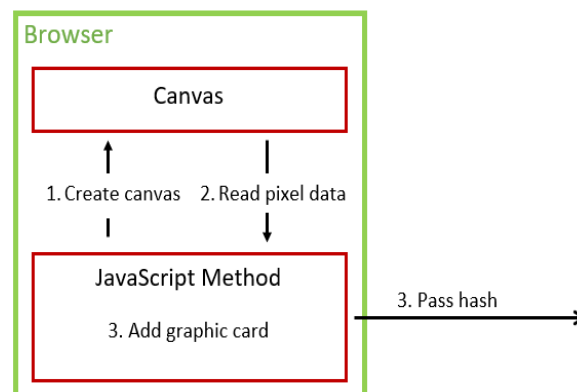 Browser
Canvas
1. Create canvas
2. Read pixel data
JavaScript Method
3. Add graphic card
3. Pass hash